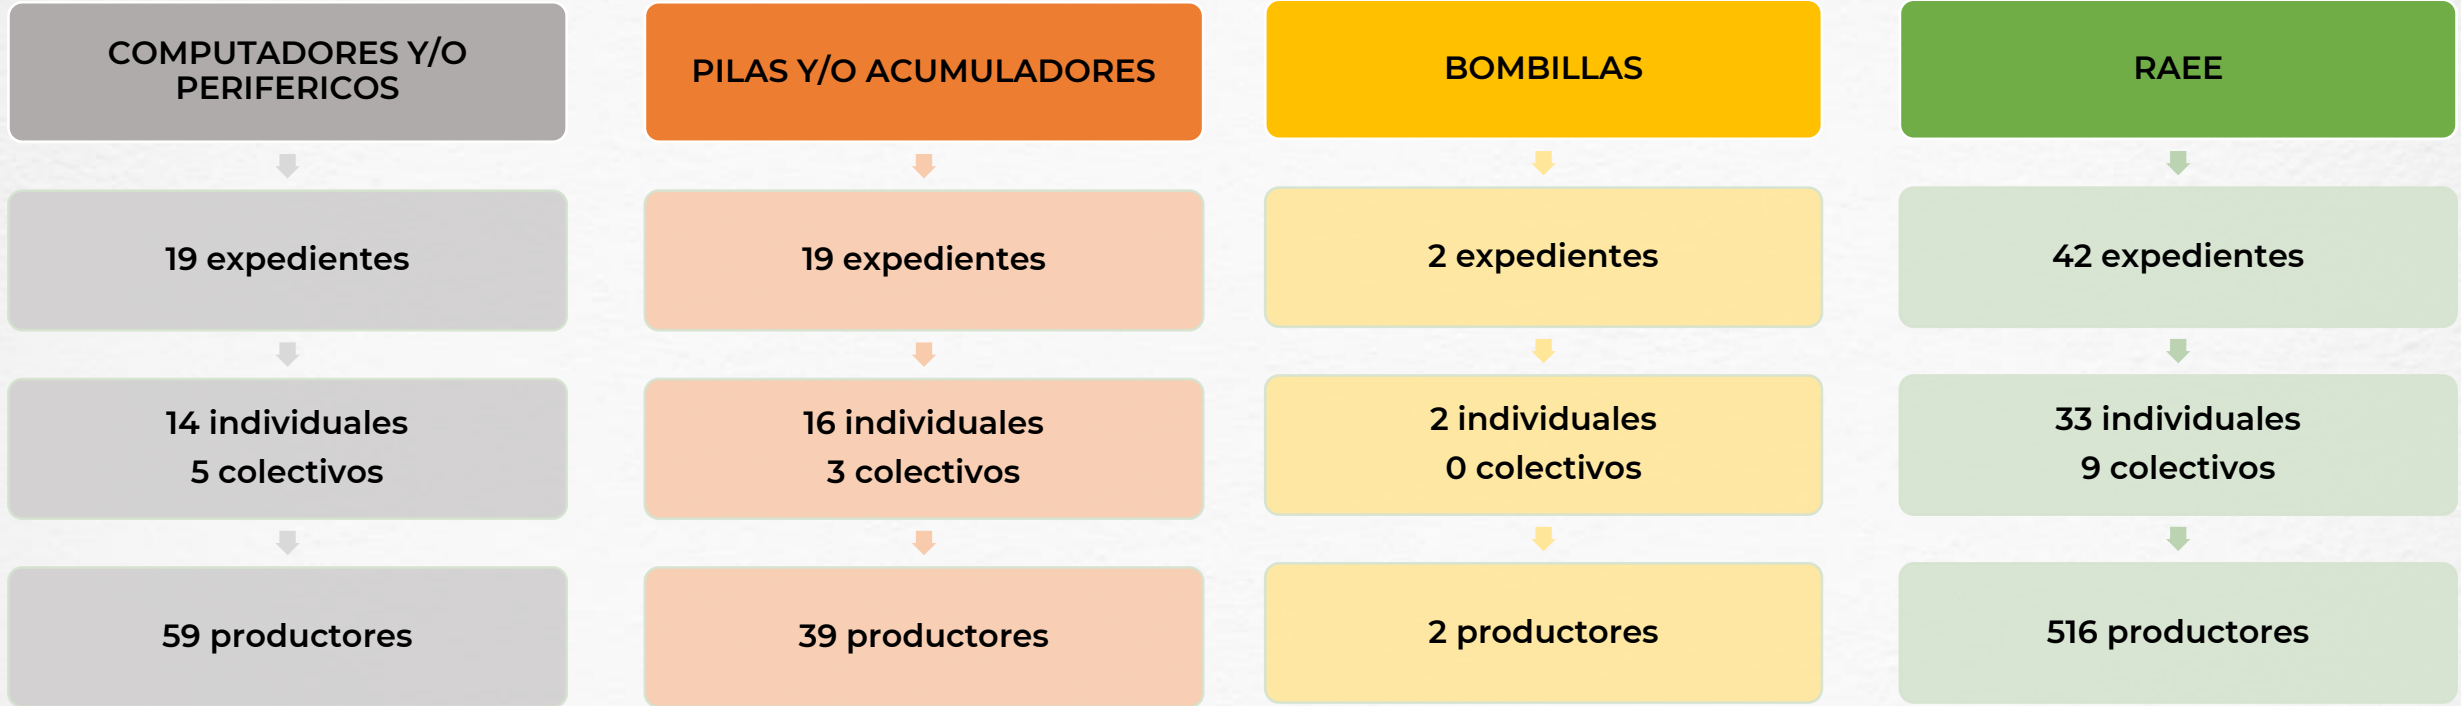 COMPUTADORES Y/O
PERIFERICOS
19 expedientes
14 individuales
5 colectivos
59 productores
PILAS Y/O ACUMULADORES
19 expedientes
16 individuales
3 colectivos
39 productores
BOMBILLAS
2 expedientes
2 individuales
0 colectivos
2 productores
RAEE
42 expedientes
33 individuales
9 colectivos
516 productores